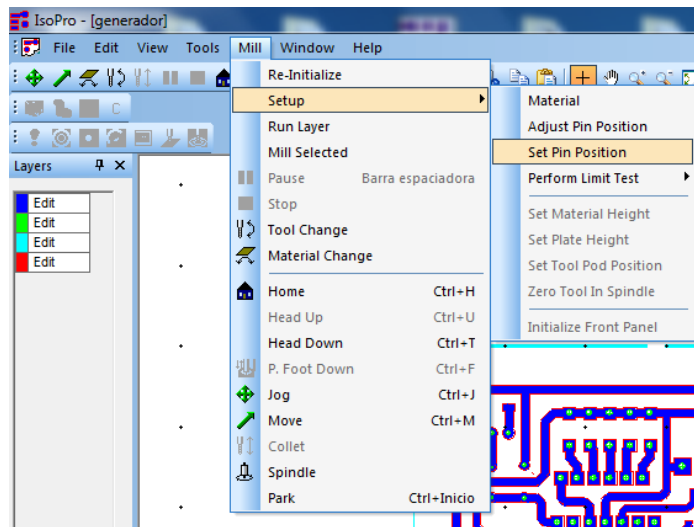 IsoPro - [generador]
File Edit View Tools Mill Window Help
C
Layers
Edit
Edit
Edit
Edit
Re-Initialize
Setup
Run Layer
Mill Selected
Pause Barra espaciadora
Stop
Tool Change
Material Change
Home Ctrl+H
Head Up Ctrl+U
Head Down Ctrl+T
P. Foot Down Ctrl+F
Jog Ctrl+J
Move Ctrl+M
Collet
Spindle
Park Ctrl+Inicio
Material
Adjust Pin Position
Set Pin Position
Perform Limit Test
Set Material Height
Set Plate Height
Set Tool Pod Position
Zero Tool In Spindle
Initialize Front Panel